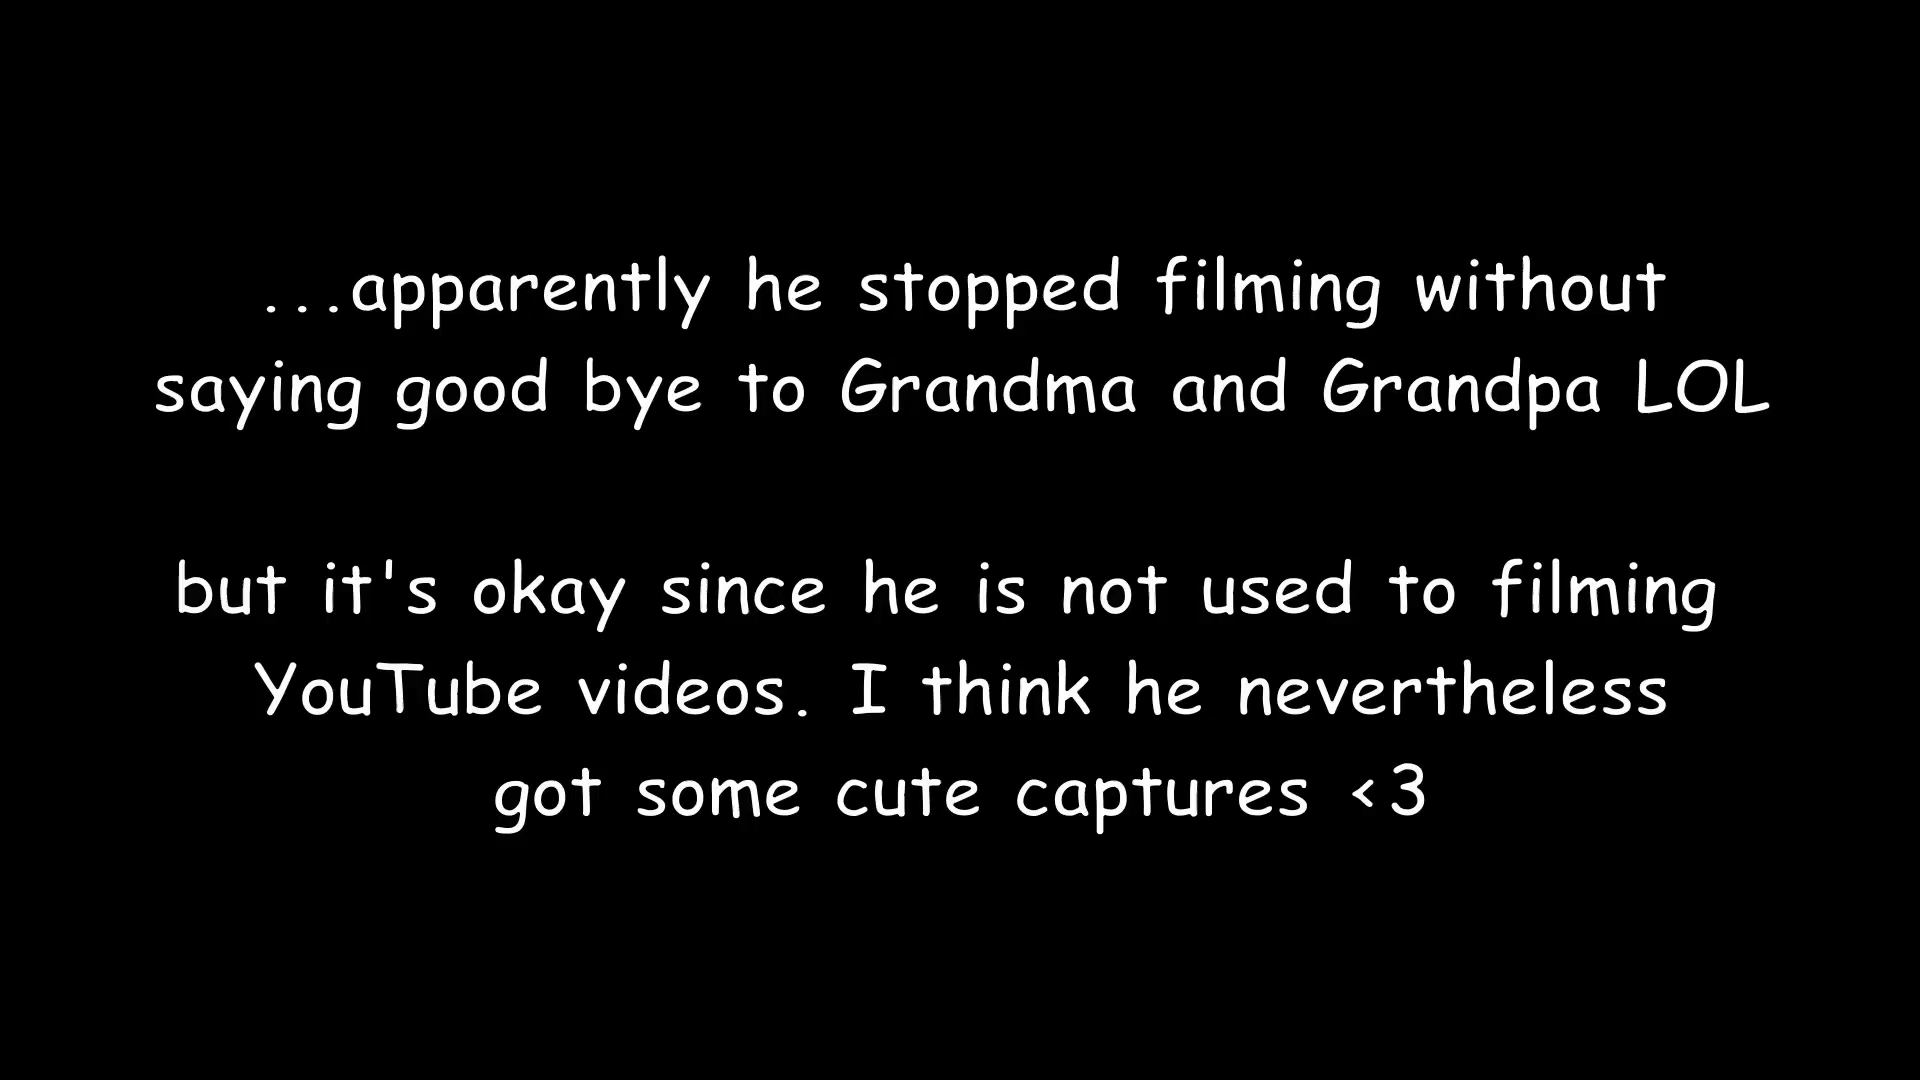 ...apparently he stopped filming without
saying good bye to Grandma and Grandpa LOL
but it's okay since he is not used to filming
YouTube videos. I think he nevertheless
got some cute captures <3